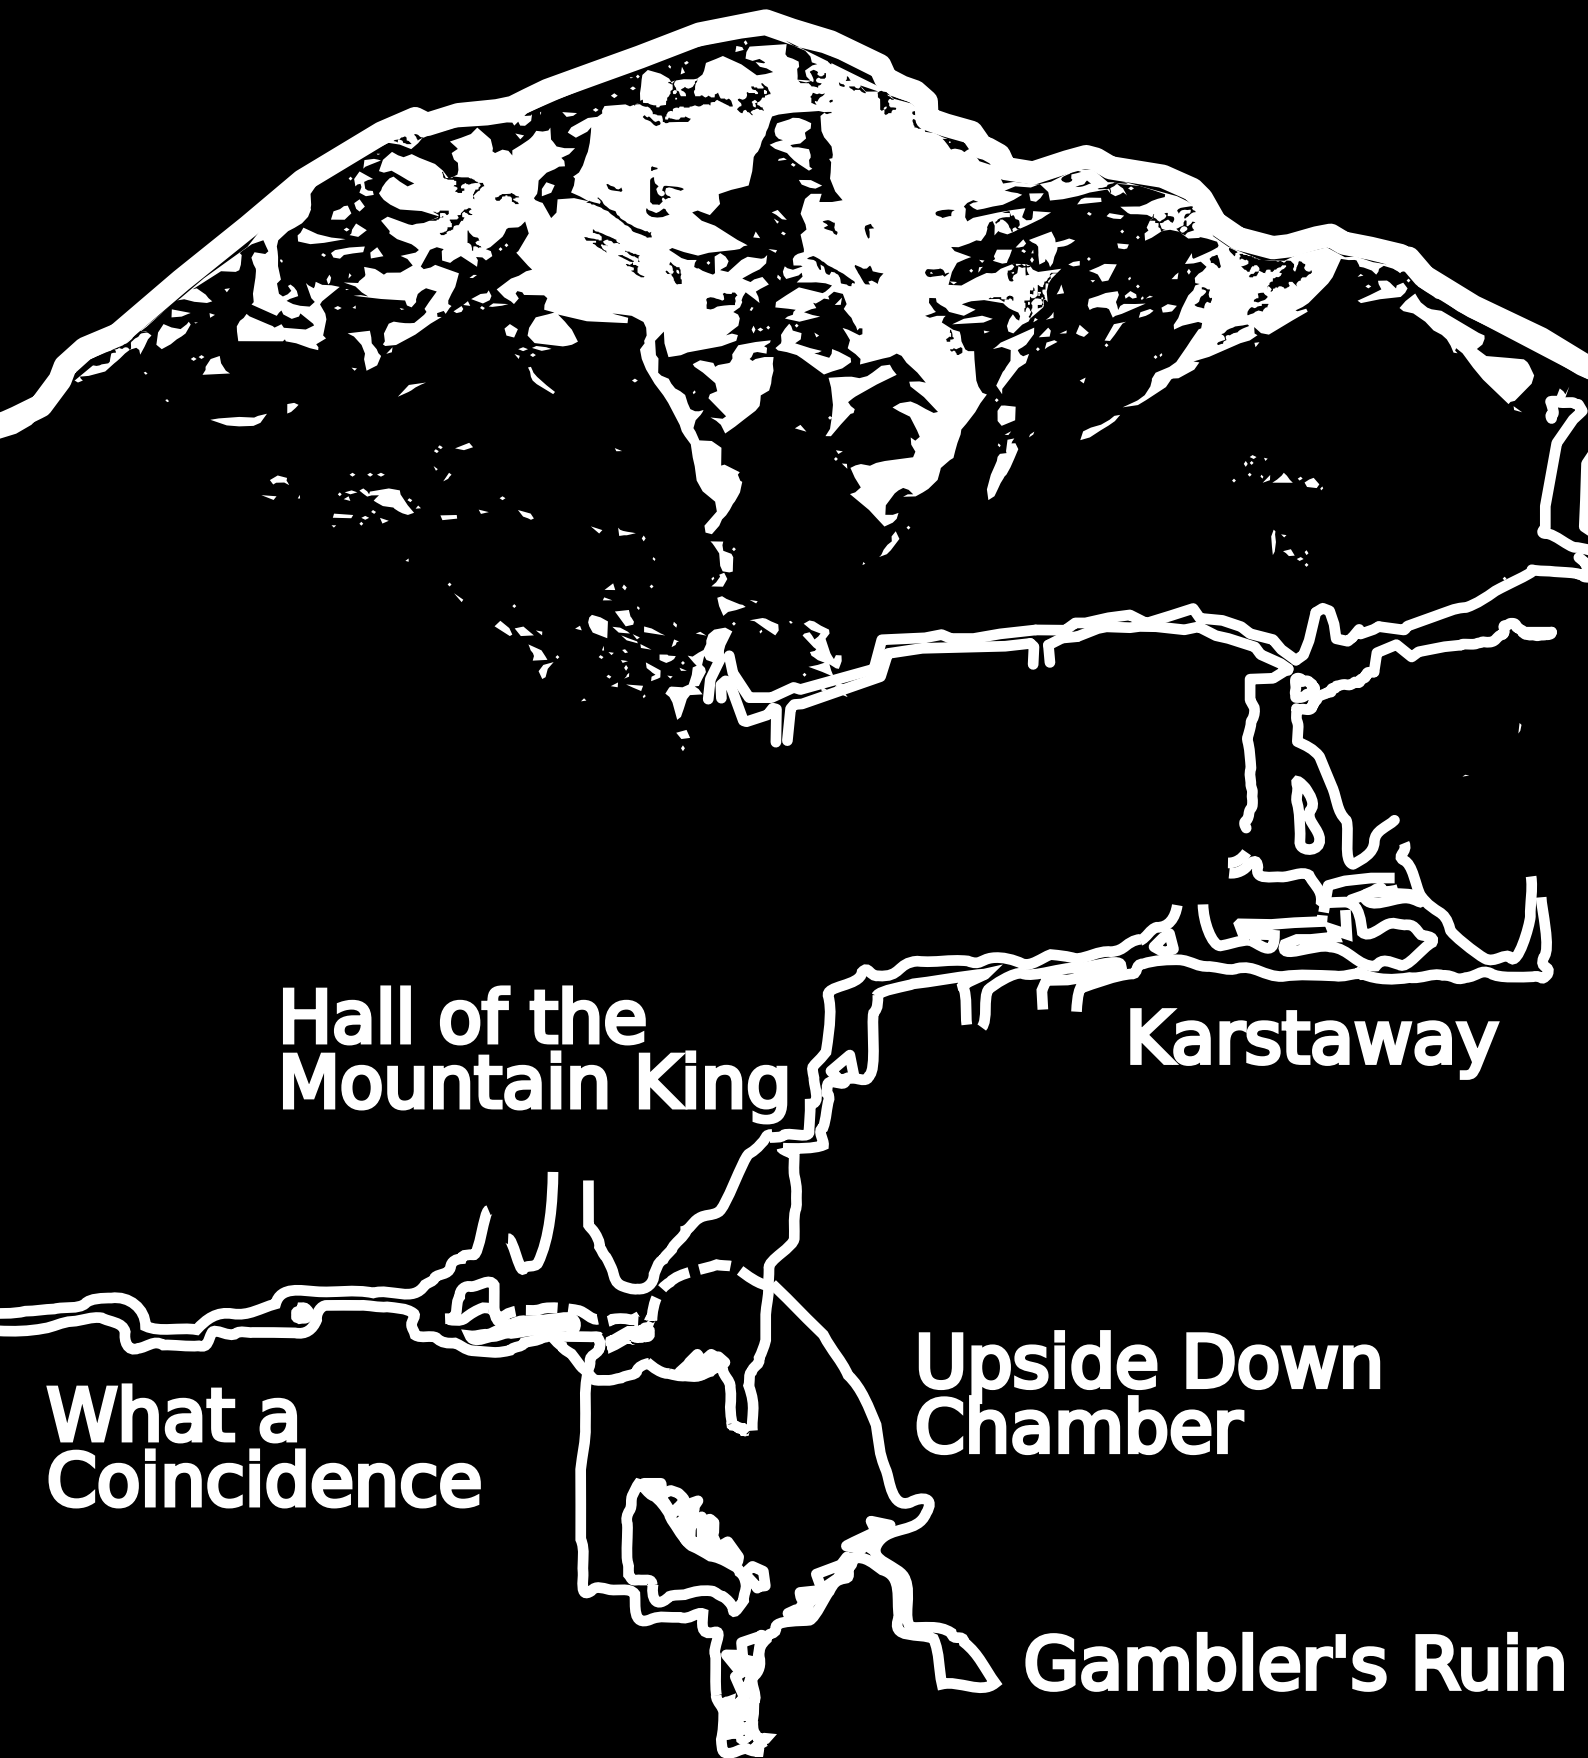 Hall of the
Mountain King
Karstaway
Upside Down
Chamber
What a
Coincidence
Gambler's Ruin